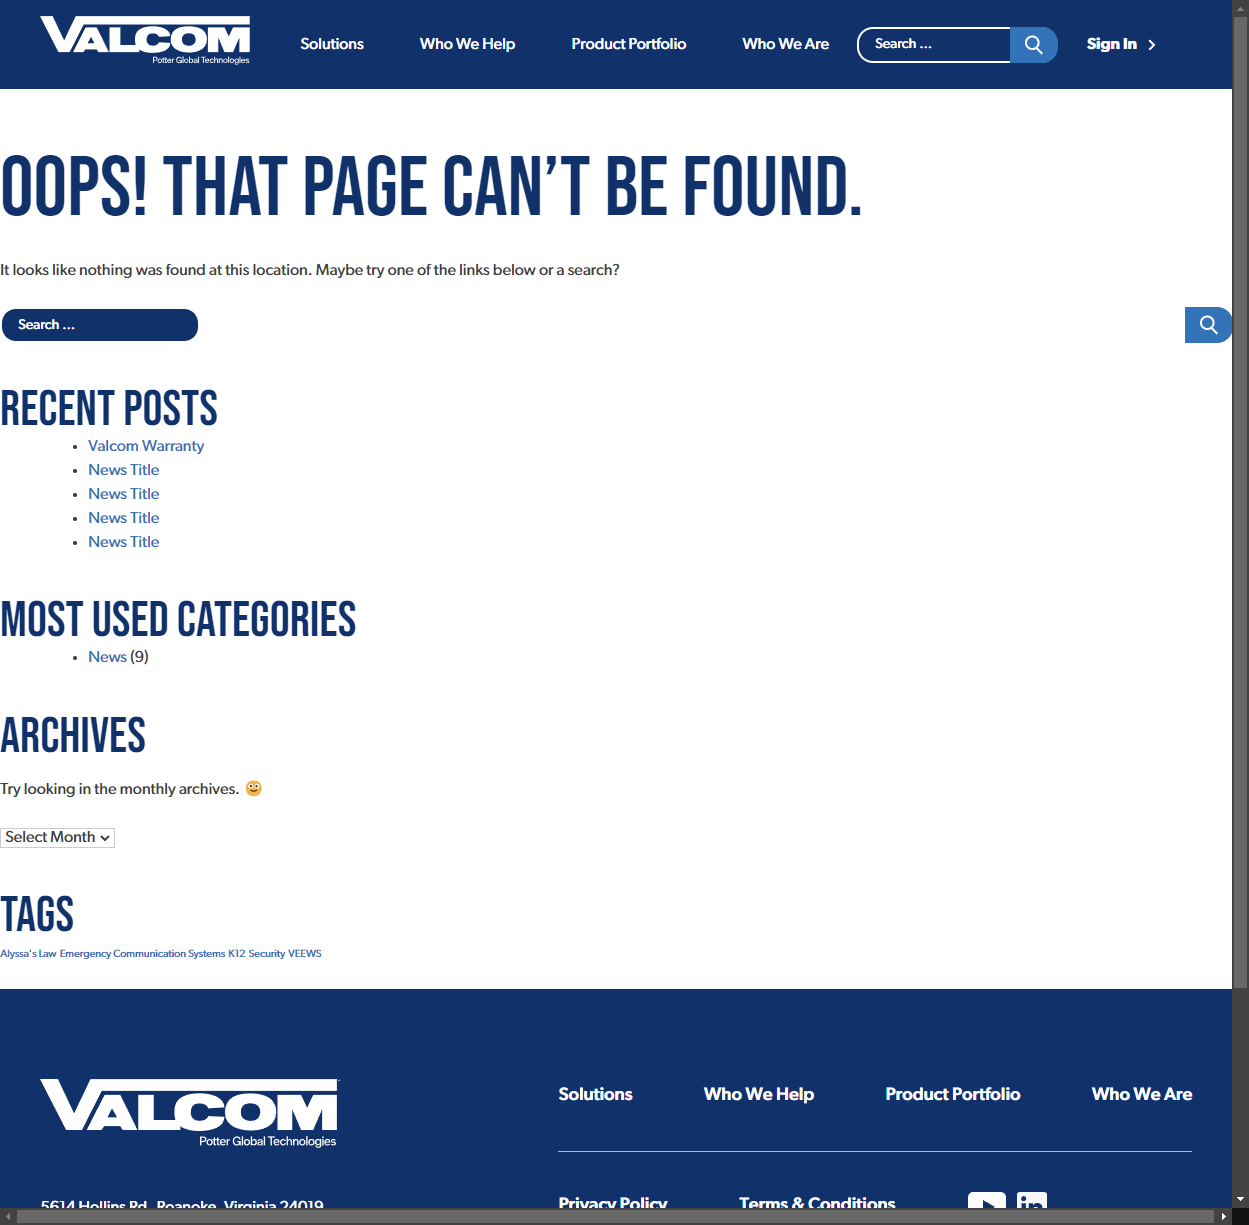 VALCOM
Potter Global Technologies
Solutions
Who We Help
Product Portfolio
Who We Are
Search ...
Sign In
OOPS! THAT PAGE CAN’T BE FOUND.
It looks like nothing was found at this location. Maybe try one of the links below or a search?
Search ...
RECENT POSTS
Valcom Warranty
News Title
News Title
News Title
News Title
MOST USED CATEGORIES
News (9)
ARCHIVES
Try looking in the monthly archives. 🙂
Select Month
TAGS
Alyssa's Law Emergency Communication Systems K12 Security VEEWS
VALCOM
Potter Global Technologies
Solutions
Who We Help
Product Portfolio
Who We Are
5614 Hollins Rd., Roanoke, Virginia 24019
Privacy Policy
Terms & Conditions
in